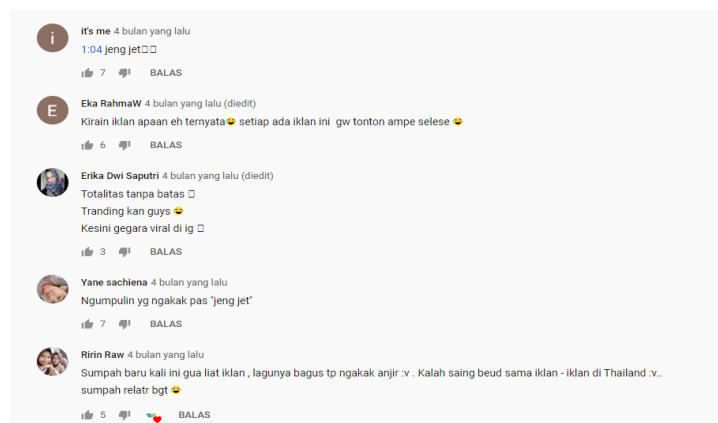 i
it's me 4 bulan yang lalu
1:04 jeng jet□□
7 BALAS
E
Eka RahmaW 4 bulan yang lalu (diedit)
Kirain iklan apaan eh ternyata😂 setiap ada iklan ini gw tonton ampe selese 😂
6 BALAS
Erika Dwi Saputri 4 bulan yang lalu (diedit)
Totalitas tanpa batas □
Tranding kan guys 😂
Kesini gegara viral di ig □
3 BALAS
Yane sachiena 4 bulan yang lalu
Ngumpulin yg ngakak pas "jeng jet"
7 BALAS
Ririn Raw 4 bulan yang lalu
Sumpah baru kali ini gua liat iklan , lagunya bagus tp ngakak anjir :v . Kalah saing beud sama iklan - iklan di Thailand :v..
sumpah relatr bgt 😂
5 BALAS